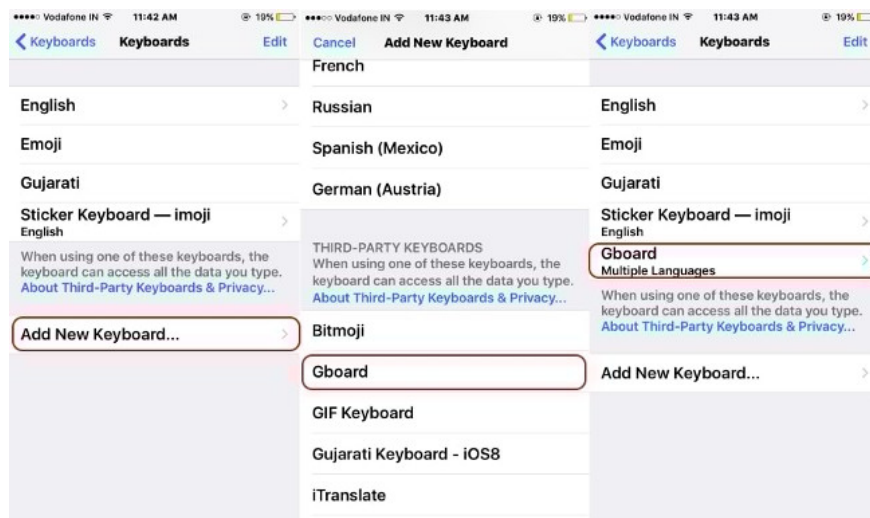 Vodafone IN 11:42 AM 19%
Keyboards Keyboards Edit
English
Emoji
Gujarati
Sticker Keyboard — imoji
English
When using one of these keyboards, the
keyboard can access all the data you type.
About Third-Party Keyboards & Privacy...
Add New Keyboard...
Vodafone IN 11:43 AM 19%
Cancel Add New Keyboard
French
Russian
Spanish (Mexico)
German (Austria)
THIRD-PARTY KEYBOARDS
When using one of these keyboards, the
keyboard can access all the data you type.
About Third-Party Keyboards & Privacy...
Bitmoji
Gboard
GIF Keyboard
Gujarati Keyboard - iOS8
iTranslate
Vodafone IN 11:43 AM 19%
Keyboards Keyboards Edit
English
Emoji
Gujarati
Sticker Keyboard — imoji
English
Gboard
Multiple Languages
When using one of these keyboards, the
keyboard can access all the data you type.
About Third-Party Keyboards & Privacy...
Add New Keyboard...